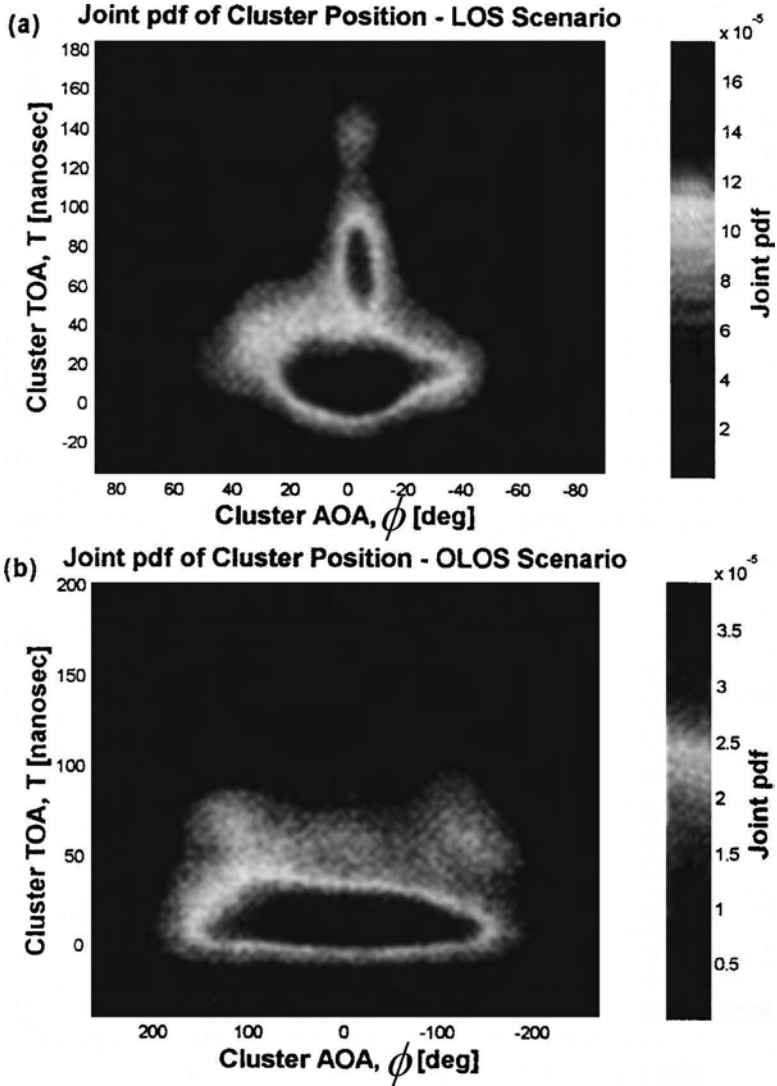 (a) Joint pdf of Cluster Position - LOS Scenario
x 10⁻⁵
180
160
140
120
100
80
60
40
20
0
-20
Cluster TOA, T [nanosec]
80 60 40 20 0 -20 -40 -60 -80
Cluster AOA, ϕ [deg]
16
14
12
10
8
6
4
2
Joint pdf
(b) Joint pdf of Cluster Position - OLOS Scenario
x 10⁻⁵
200
150
100
50
0
Cluster TOA, T [nanosec]
200 100 0 -100 -200
Cluster AOA, ϕ [deg]
3.5
3
2.5
2
1.5
1
0.5
Joint pdf